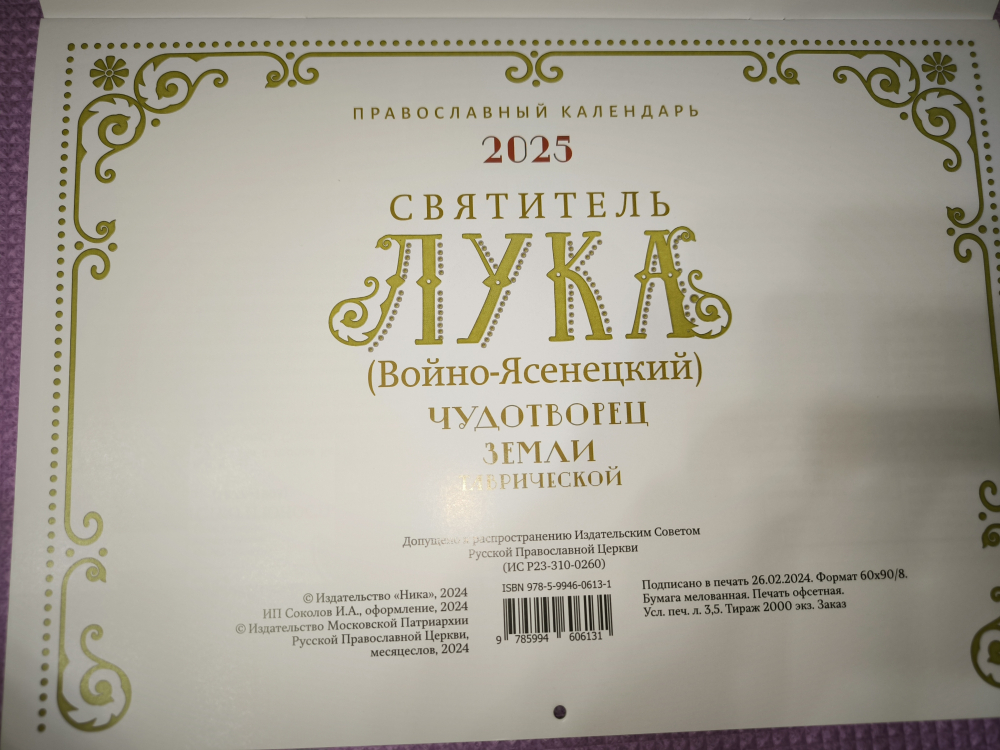 ПРАВОСЛАВНЫЙ КАЛЕНДАРЬ
2025
СВЯТИТЕЛЬ
ЛУКА
(Войно-Ясенецкий)
ЧУДОТВОРЕЦ
ЗЕМЛИ
ТАВРИЧЕСКОЙ
Допущено к распространению Издательским Советом
Русской Православной Церкви
(ИС Р23-310-0260)
© Издательство «Ника», 2024
ИП Соколов И.А., оформление, 2024
© Издательство Московской Патриархии
Русской Православной Церкви,
месяцеслов, 2024
ISBN 978-5-9946-0613-1
9 785994 606131
Подписано в печать 26.02.2024. Формат 60х90/8.
Бумага мелованная. Печать офсетная.
Усл. печ. л. 3,5. Тираж 2000 экз. Заказ